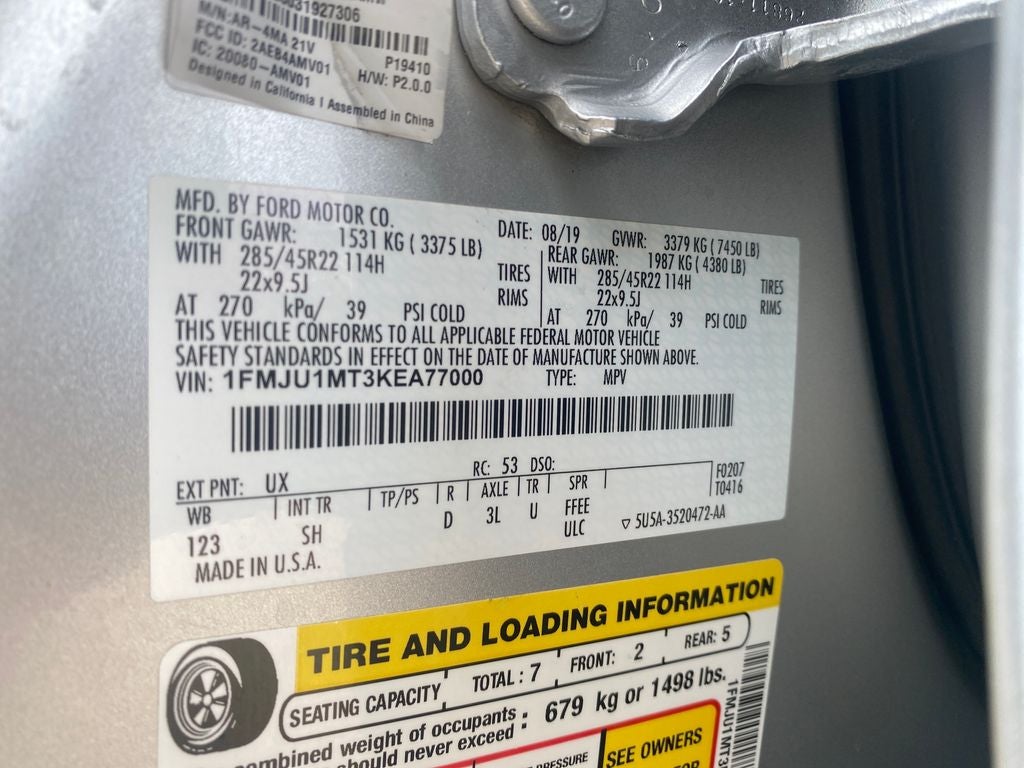 31927306
M/N:AR-4MA 21V
P19410
FCC ID: 2AEB4AMV01
H/W: P2.0.0
IC: 20080-AMV01
Designed in California I Assembled in China
MFD. BY FORD MOTOR CO.
DATE: 08/19 GVWR: 3379 KG ( 7450 LB)
FRONT GAWR: 1531 KG ( 3375 LB)
REAR GAWR: 1987 KG ( 4380 LB)
WITH 285/45R22 114H TIRES
WITH 285/45R22 114H TIRES
22x9.5J RIMS
22x9.5J RIMS
AT 270 kPa/ 39 PSI COLD
AT 270 kPa/ 39 PSI COLD
THIS VEHICLE CONFORMS TO ALL APPLICABLE FEDERAL MOTOR VEHICLE
SAFETY STANDARDS IN EFFECT ON THE DATE OF MANUFACTURE SHOWN ABOVE.
VIN: 1FMJU1MT3KEA77000 TYPE: MPV
EXT PNT: UX RC: 53 DSO:
F0207
T0416
WB INT TR TP/PS R AXLE TR SPR
123 SH D 3L U FFEE
ULC
5U5A-3520472-AA
MADE IN U.S.A.
TIRE AND LOADING INFORMATION
SEATING CAPACITY TOTAL: 7 FRONT: 2 REAR: 5
ombined weight of occupants
hould never exceed : 679 kg or 1498 lbs.
PRESSURE
SEE OWNERS
1FMJU1MT3